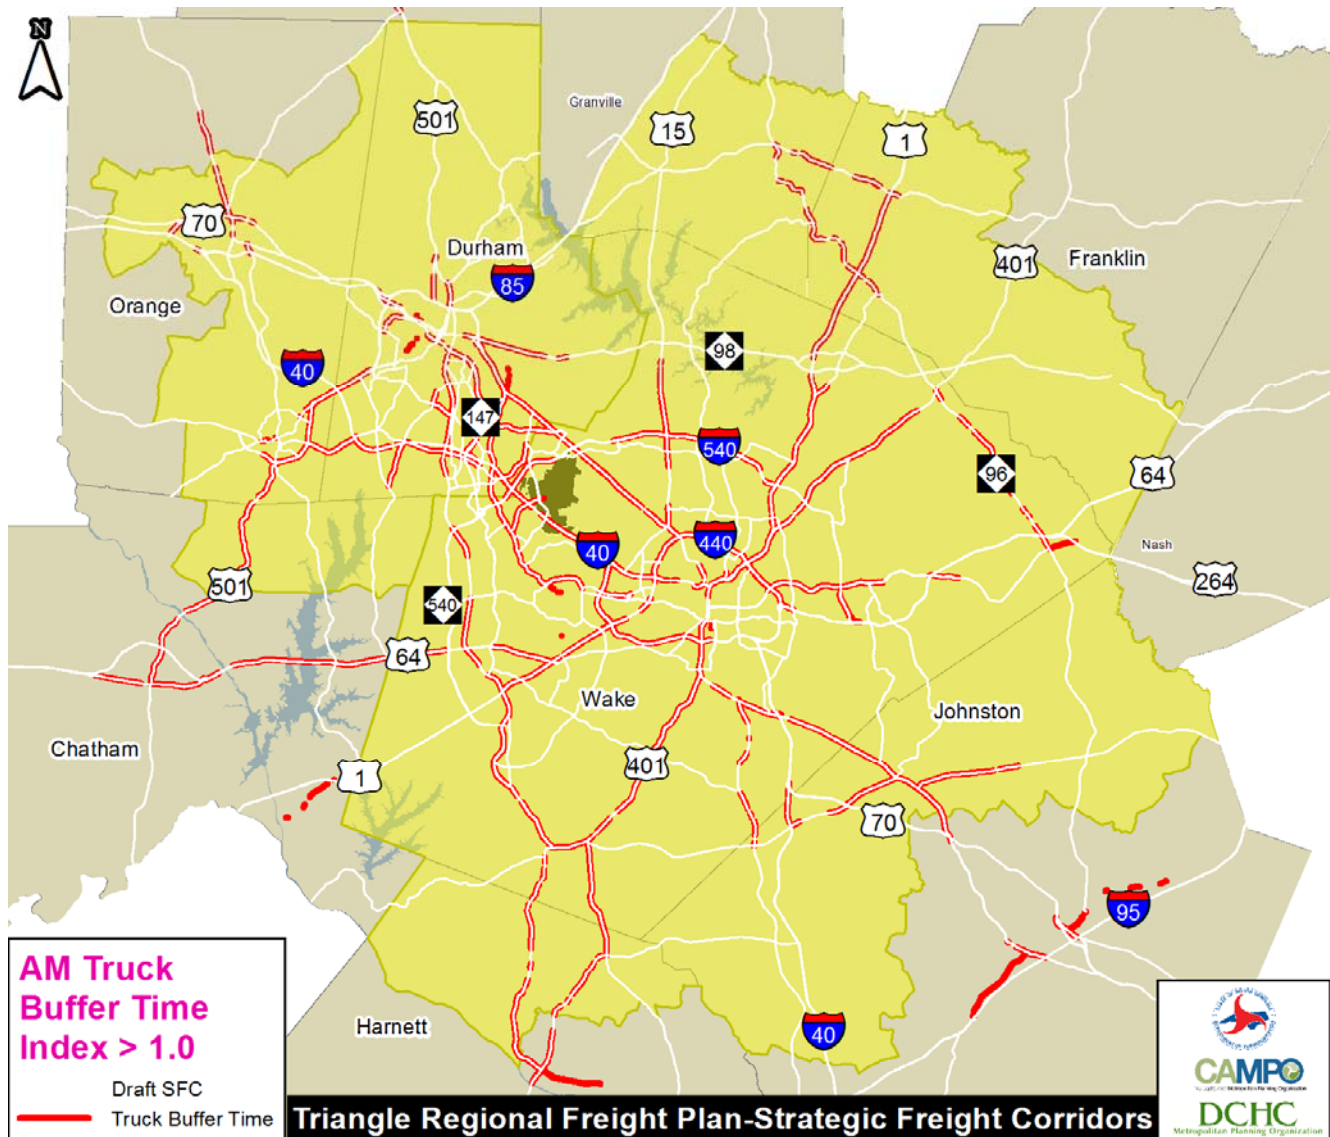 N
501
15
1
Granville
70
Durham
85
401
Franklin
Orange
40
98
147
540
96
64
440
40
Nash
501
540
264
64
Wake
Johnston
Chatham
1
401
70
95
Harnett
40
AM Truck
Buffer Time
Index > 1.0
Draft SFC
Truck Buffer Time
Triangle Regional Freight Plan-Strategic Freight Corridors
CAMPO
DCHC
Metropolitan Planning Organization